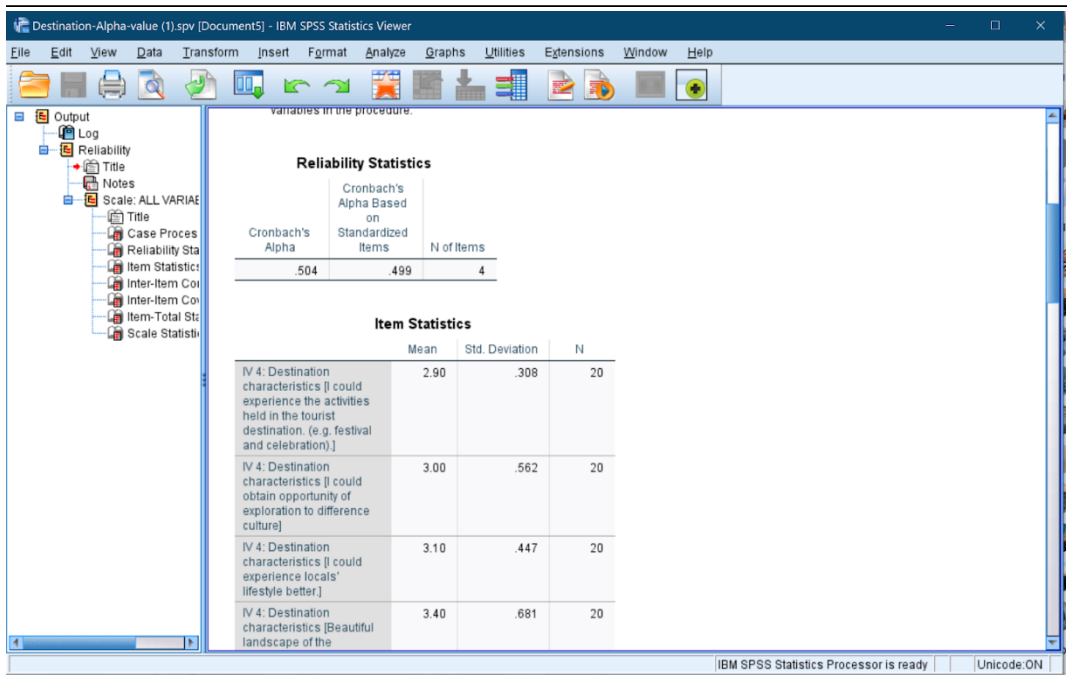 Destination-Alpha-value (1).spv [Document5] - IBM SPSS Statistics Viewer
File Edit View Data Transform Insert Format Analyze Graphs Utilities Extensions Window Help
Output
Log
Reliability
Title
Notes
Scale: ALL VARIAE
Title
Case Proces
Reliability Sta
Item Statistics
Inter-Item Cor
Inter-Item Cov
Item-Total Sta
Scale Statisti
variables in the procedure.
Reliability Statistics
Cronbach's
Alpha Based
on
Cronbach's Standardized
Alpha Items N of Items
.504 .499 4
Item Statistics
Mean Std. Deviation N
IV 4: Destination 2.90 .308 20
characteristics [I could
experience the activities
held in the tourist
destination. (e.g. festival
and celebration).]
IV 4: Destination 3.00 .562 20
characteristics [I could
obtain opportunity of
exploration to difference
culture]
IV 4: Destination 3.10 .447 20
characteristics [I could
experience locals'
lifestyle better.]
IV 4: Destination 3.40 .681 20
characteristics [Beautiful
landscape of the
IBM SPSS Statistics Processor is ready Unicode:ON